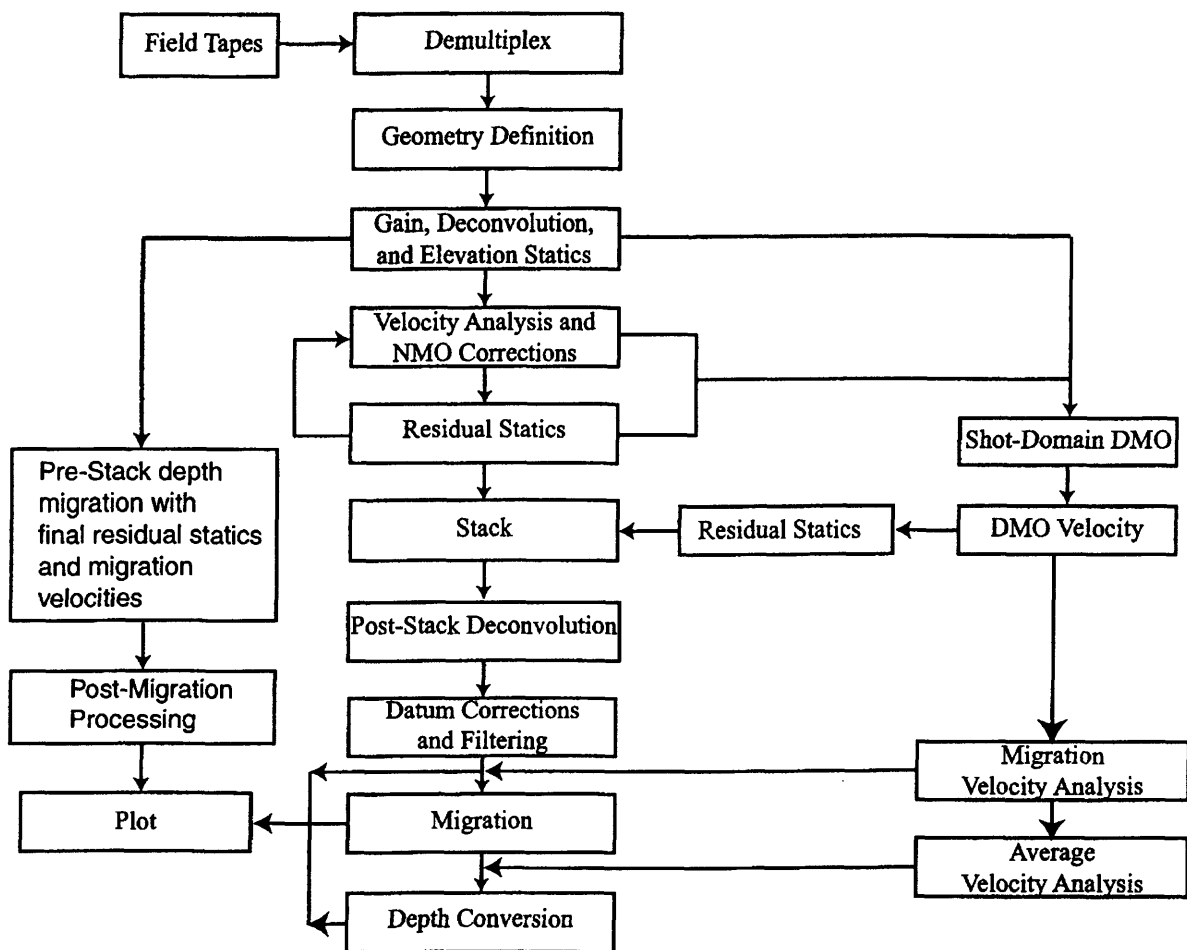 Field Tapes
Demultiplex
Geometry Definition
Gain, Deconvolution,
and Elevation Statics
Velocity Analysis and
NMO Corrections
Residual Statics
Shot-Domain DMO
Pre-Stack depth
migration with
final residual statics
and migration
velocities
Stack
Residual Statics
DMO Velocity
Post-Stack Deconvolution
Post-Migration
Processing
Datum Corrections
and Filtering
Migration
Velocity Analysis
Plot
Migration
Average
Velocity Analysis
Depth Conversion